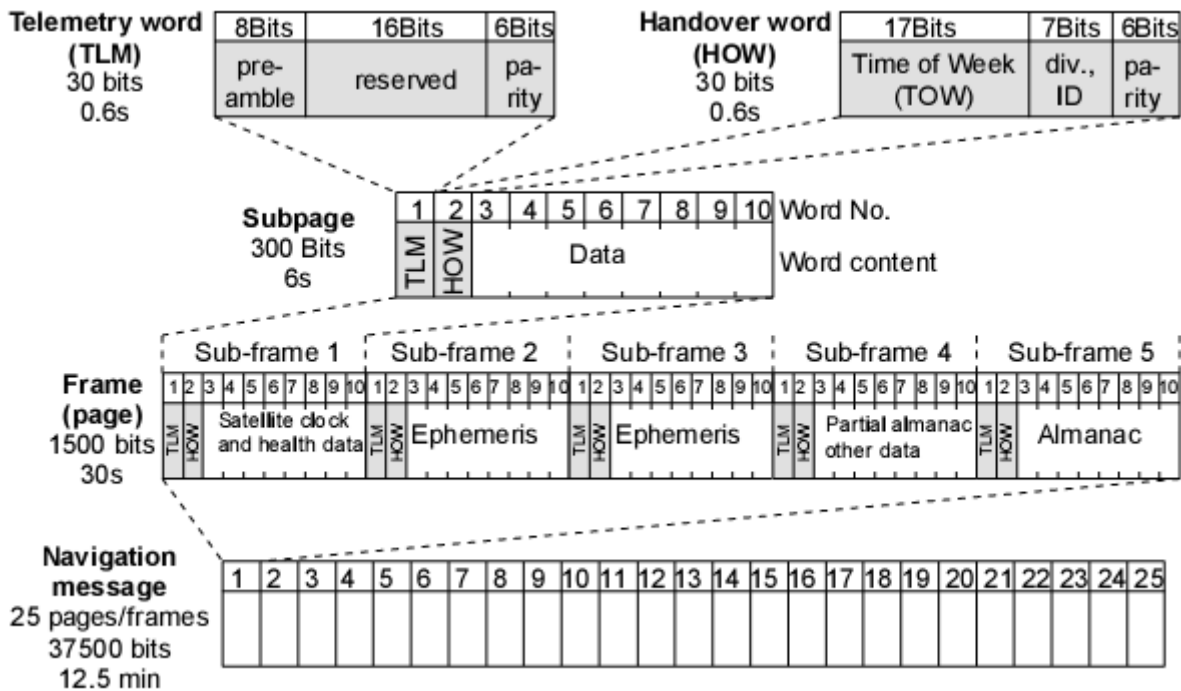 Telemetry word
(TLM)
30 bits
0.6s
8Bits 16Bits 6Bits
pre-
amble
reserved
pa-
rity
Handover word
(HOW)
30 bits
0.6s
17Bits 7Bits 6Bits
Time of Week
(TOW)
div.,
ID
pa-
rity
Subpage
300 Bits
6s
1 2 3 4 5 6 7 8 9 10 Word No.
TLM HOW Data Word content
Sub-frame 1 Sub-frame 2 Sub-frame 3 Sub-frame 4 Sub-frame 5
Frame
(page)
1500 bits
30s
1 2 3 4 5 6 7 8 9 10 1 2 3 4 5 6 7 8 9 10 1 2 3 4 5 6 7 8 9 10 1 2 3 4 5 6 7 8 9 10 1 2 3 4 5 6 7 8 9 10
TLM HOW
Satellite clock
and health data
TLM HOW
Ephemeris
TLM HOW
Ephemeris
TLM HOW
Partial almanac
other data
TLM HOW
Almanac
Navigation
message
25 pages/frames
37500 bits
12.5 min
1 2 3 4 5 6 7 8 9 10 11 12 13 14 15 16 17 18 19 20 21 22 23 24 25